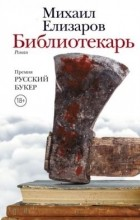 Михаил
Елизаров
Библиотекарь
Роман
Премия
РУССКИЙ
БУКЕР
18+